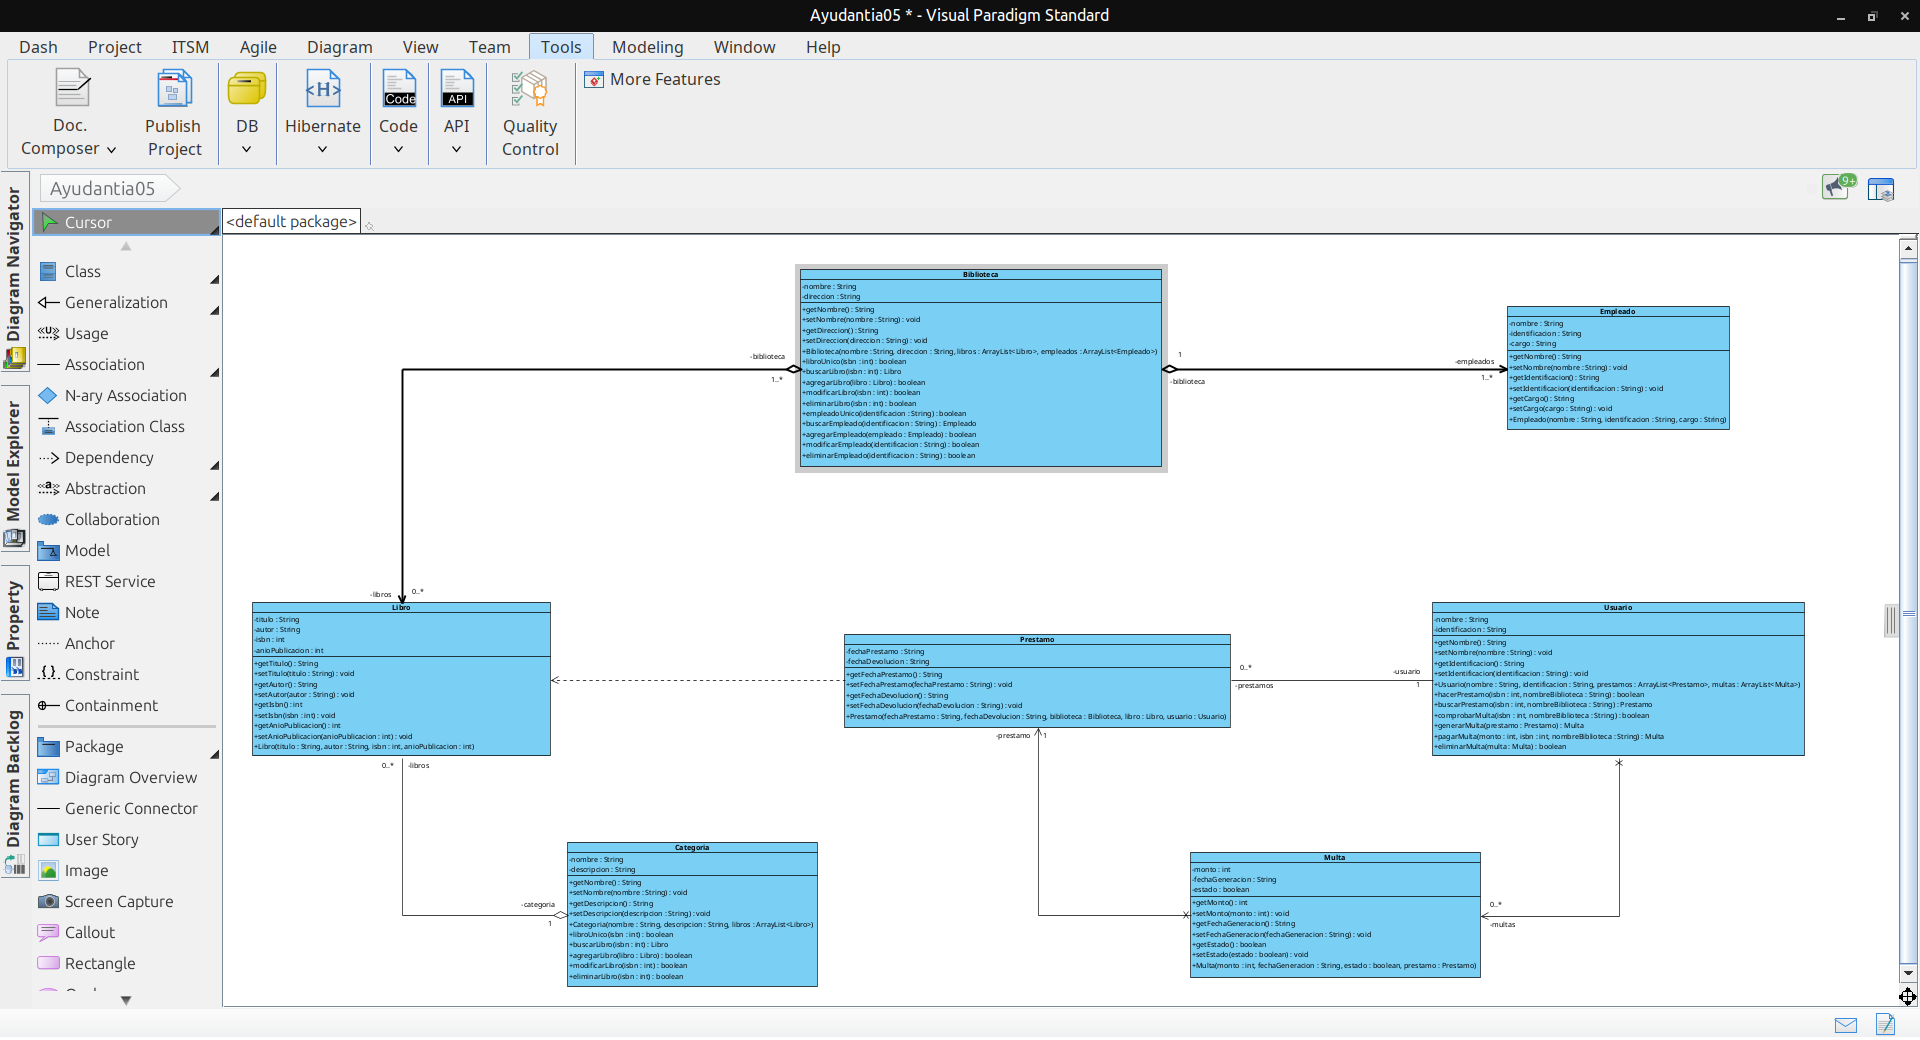 Ayudantia05 * - Visual Paradigm Standard
Dash Project ITSM Agile Diagram View Team Tools Modeling Window Help
Doc. Composer
Publish Project
DB
Hibernate
Code
Code
API
API
Quality Control
More Features
Ayudantia05
9+
Diagram Navigator
Model Explorer
Property
Diagram Backlog
Cursor
Class
Generalization
Usage
Association
N-ary Association
Association Class
Dependency
Abstraction
Collaboration
Model
REST Service
Note
Anchor
Constraint
Containment
Package
Diagram Overview
Generic Connector
User Story
Image
Screen Capture
Callout
Rectangle
<default package>
Biblioteca
-nombre : String
-direccion : String
+getNombre() : String
+setNombre(nombre : String) : void
+getDireccion() : String
+setDireccion(direccion : String) : void
+Biblioteca(nombre : String, direccion : String, libros : ArrayList<Libro>, empleados : ArrayList<Empleado>)
+libroUnico(isbn : int) : boolean
+buscarLibro(isbn : int) : Libro
+agregarLibro(libro : Libro) : boolean
+modificarLibro(isbn : int) : boolean
+eliminarLibro(isbn : int) : boolean
+empleadoUnico(identificacion : String) : boolean
+buscarEmpleado(identificacion : String) : Empleado
+agregarEmpleado(empleado : Empleado) : boolean
+modificarEmpleado(identificacion : String) : boolean
+eliminarEmpleado(identificacion : String) : boolean
-biblioteca
1..*
1
-biblioteca
-empleados
1..*
Empleado
-nombre : String
-identificacion : String
-cargo : String
+getNombre() : String
+setNombre(nombre : String) : void
+getIdentificacion() : String
+setIdentificacion(identificacion : String) : void
+getCargo() : String
+setCargo(cargo : String) : void
+Empleado(nombre : String, identificacion : String, cargo : String)
-libros
0..*
Libro
-titulo : String
-autor : String
-isbn : int
-anioPublicacion : int
+getTitulo() : String
+setTitulo(titulo : String) : void
+getAutor() : String
+setAutor(autor : String) : void
+getIsbn() : int
+setIsbn(isbn : int) : void
+getAnioPublicacion() : int
+setAnioPublicacion(anioPublicacion : int) : void
+Libro(titulo : String, autor : String, isbn : int, anioPublicacion : int)
0..*
-libros
Prestamo
-fechaPrestamo : String
-fechaDevolucion : String
+getFechaPrestamo() : String
+setFechaPrestamo(fechaPrestamo : String) : void
+getFechaDevolucion() : String
+setFechaDevolucion(fechaDevolucion : String) : void
+Prestamo(fechaPrestamo : String, fechaDevolucion : String, biblioteca : Biblioteca, libro : Libro, usuario : Usuario)
0..*
-prestamos
-usuario
1
-prestamo
1
Usuario
-nombre : String
-identificacion : String
+getNombre() : String
+setNombre(nombre : String) : void
+getIdentificacion() : String
+setIdentificacion(identificacion : String) : void
+Usuario(nombre : String, identificacion : String, prestamos : ArrayList<Prestamo>, multas : ArrayList<Multa>)
+hacerPrestamo(isbn : int, nombreBiblioteca : String) : boolean
+buscarPrestamo(isbn : int, nombreBiblioteca : String) : Prestamo
+comprobarMulta(isbn : int, nombreBiblioteca : String) : boolean
+generarMulta(prestamo : Prestamo) : Multa
+pagarMulta(monto : int, isbn : int, nombreBiblioteca : String) : Multa
+eliminarMulta(multa : Multa) : boolean
-categoria
1
Categoria
-nombre : String
-descripcion : String
+getNombre() : String
+setNombre(nombre : String) : void
+getDescripcion() : String
+setDescripcion(descripcion : String) : void
+Categoria(nombre : String, descripcion : String, libros : ArrayList<Libro>)
+libroUnico(isbn : int) : boolean
+buscarLibro(isbn : int) : Libro
+agregarLibro(libro : Libro) : boolean
+modificarLibro(isbn : int) : boolean
+eliminarLibro(isbn : int) : boolean
Multa
-monto : int
-fechaGeneracion : String
-estado : boolean
+getMonto() : int
+setMonto(monto : int) : void
+getFechaGeneracion() : String
+setFechaGeneracion(fechaGeneracion : String) : void
+getEstado() : boolean
+setEstado(estado : boolean) : void
+Multa(monto : int, fechaGeneracion : String, estado : boolean, prestamo : Prestamo)
0..*
-multas